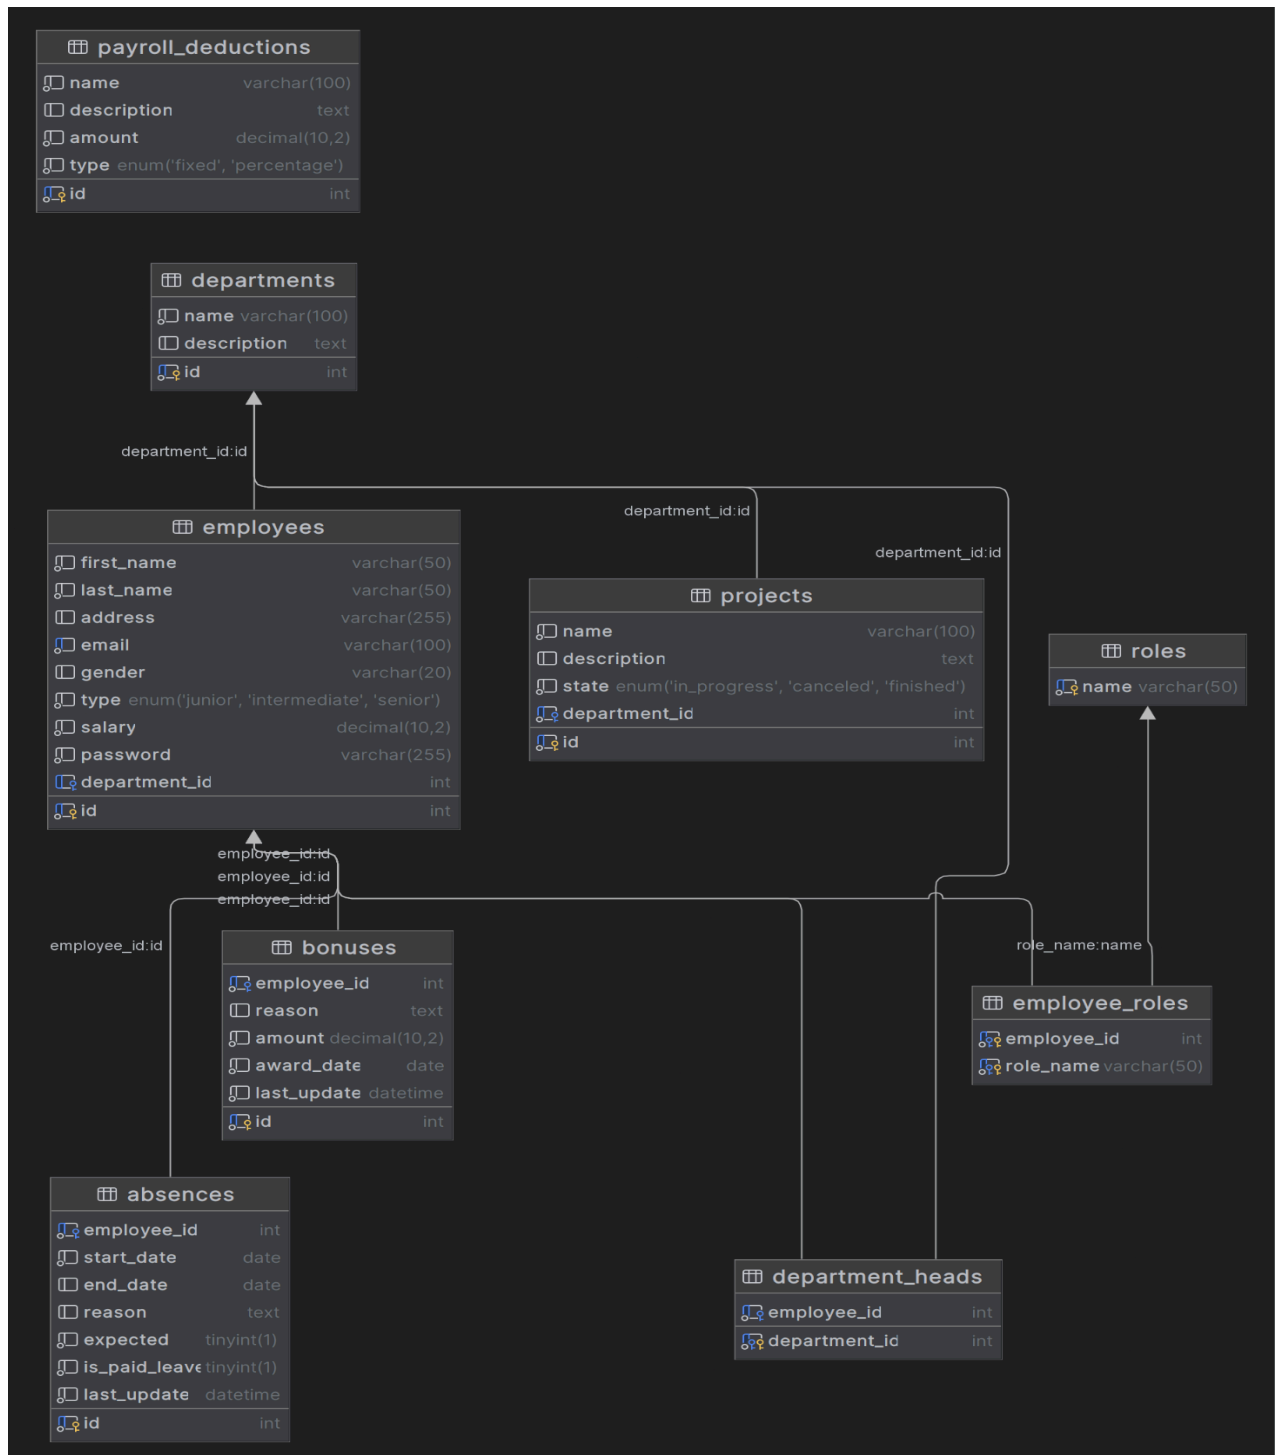 payroll_deductions
name varchar(100)
description text
amount decimal(10,2)
type enum('fixed', 'percentage')
id int
departments
name varchar(100)
description text
id int
department_id:id
department_id:id
department_id:id
employees
first_name varchar(50)
last_name varchar(50)
address varchar(255)
email varchar(100)
gender varchar(20)
type enum('junior', 'intermediate', 'senior')
salary decimal(10,2)
password varchar(255)
department_id int
id int
projects
name varchar(100)
description text
state enum('in_progress', 'canceled', 'finished')
department_id int
id int
roles
name varchar(50)
employee_id:id
employee_id:id
employee_id:id
employee_id:id
role_name:name
bonuses
employee_id int
reason text
amount decimal(10,2)
award_date date
last_update datetime
id int
employee_roles
employee_id int
role_name varchar(50)
absences
employee_id int
start_date date
end_date date
reason text
expected tinyint(1)
is_paid_leave tinyint(1)
last_update datetime
id int
department_heads
employee_id int
department_id int